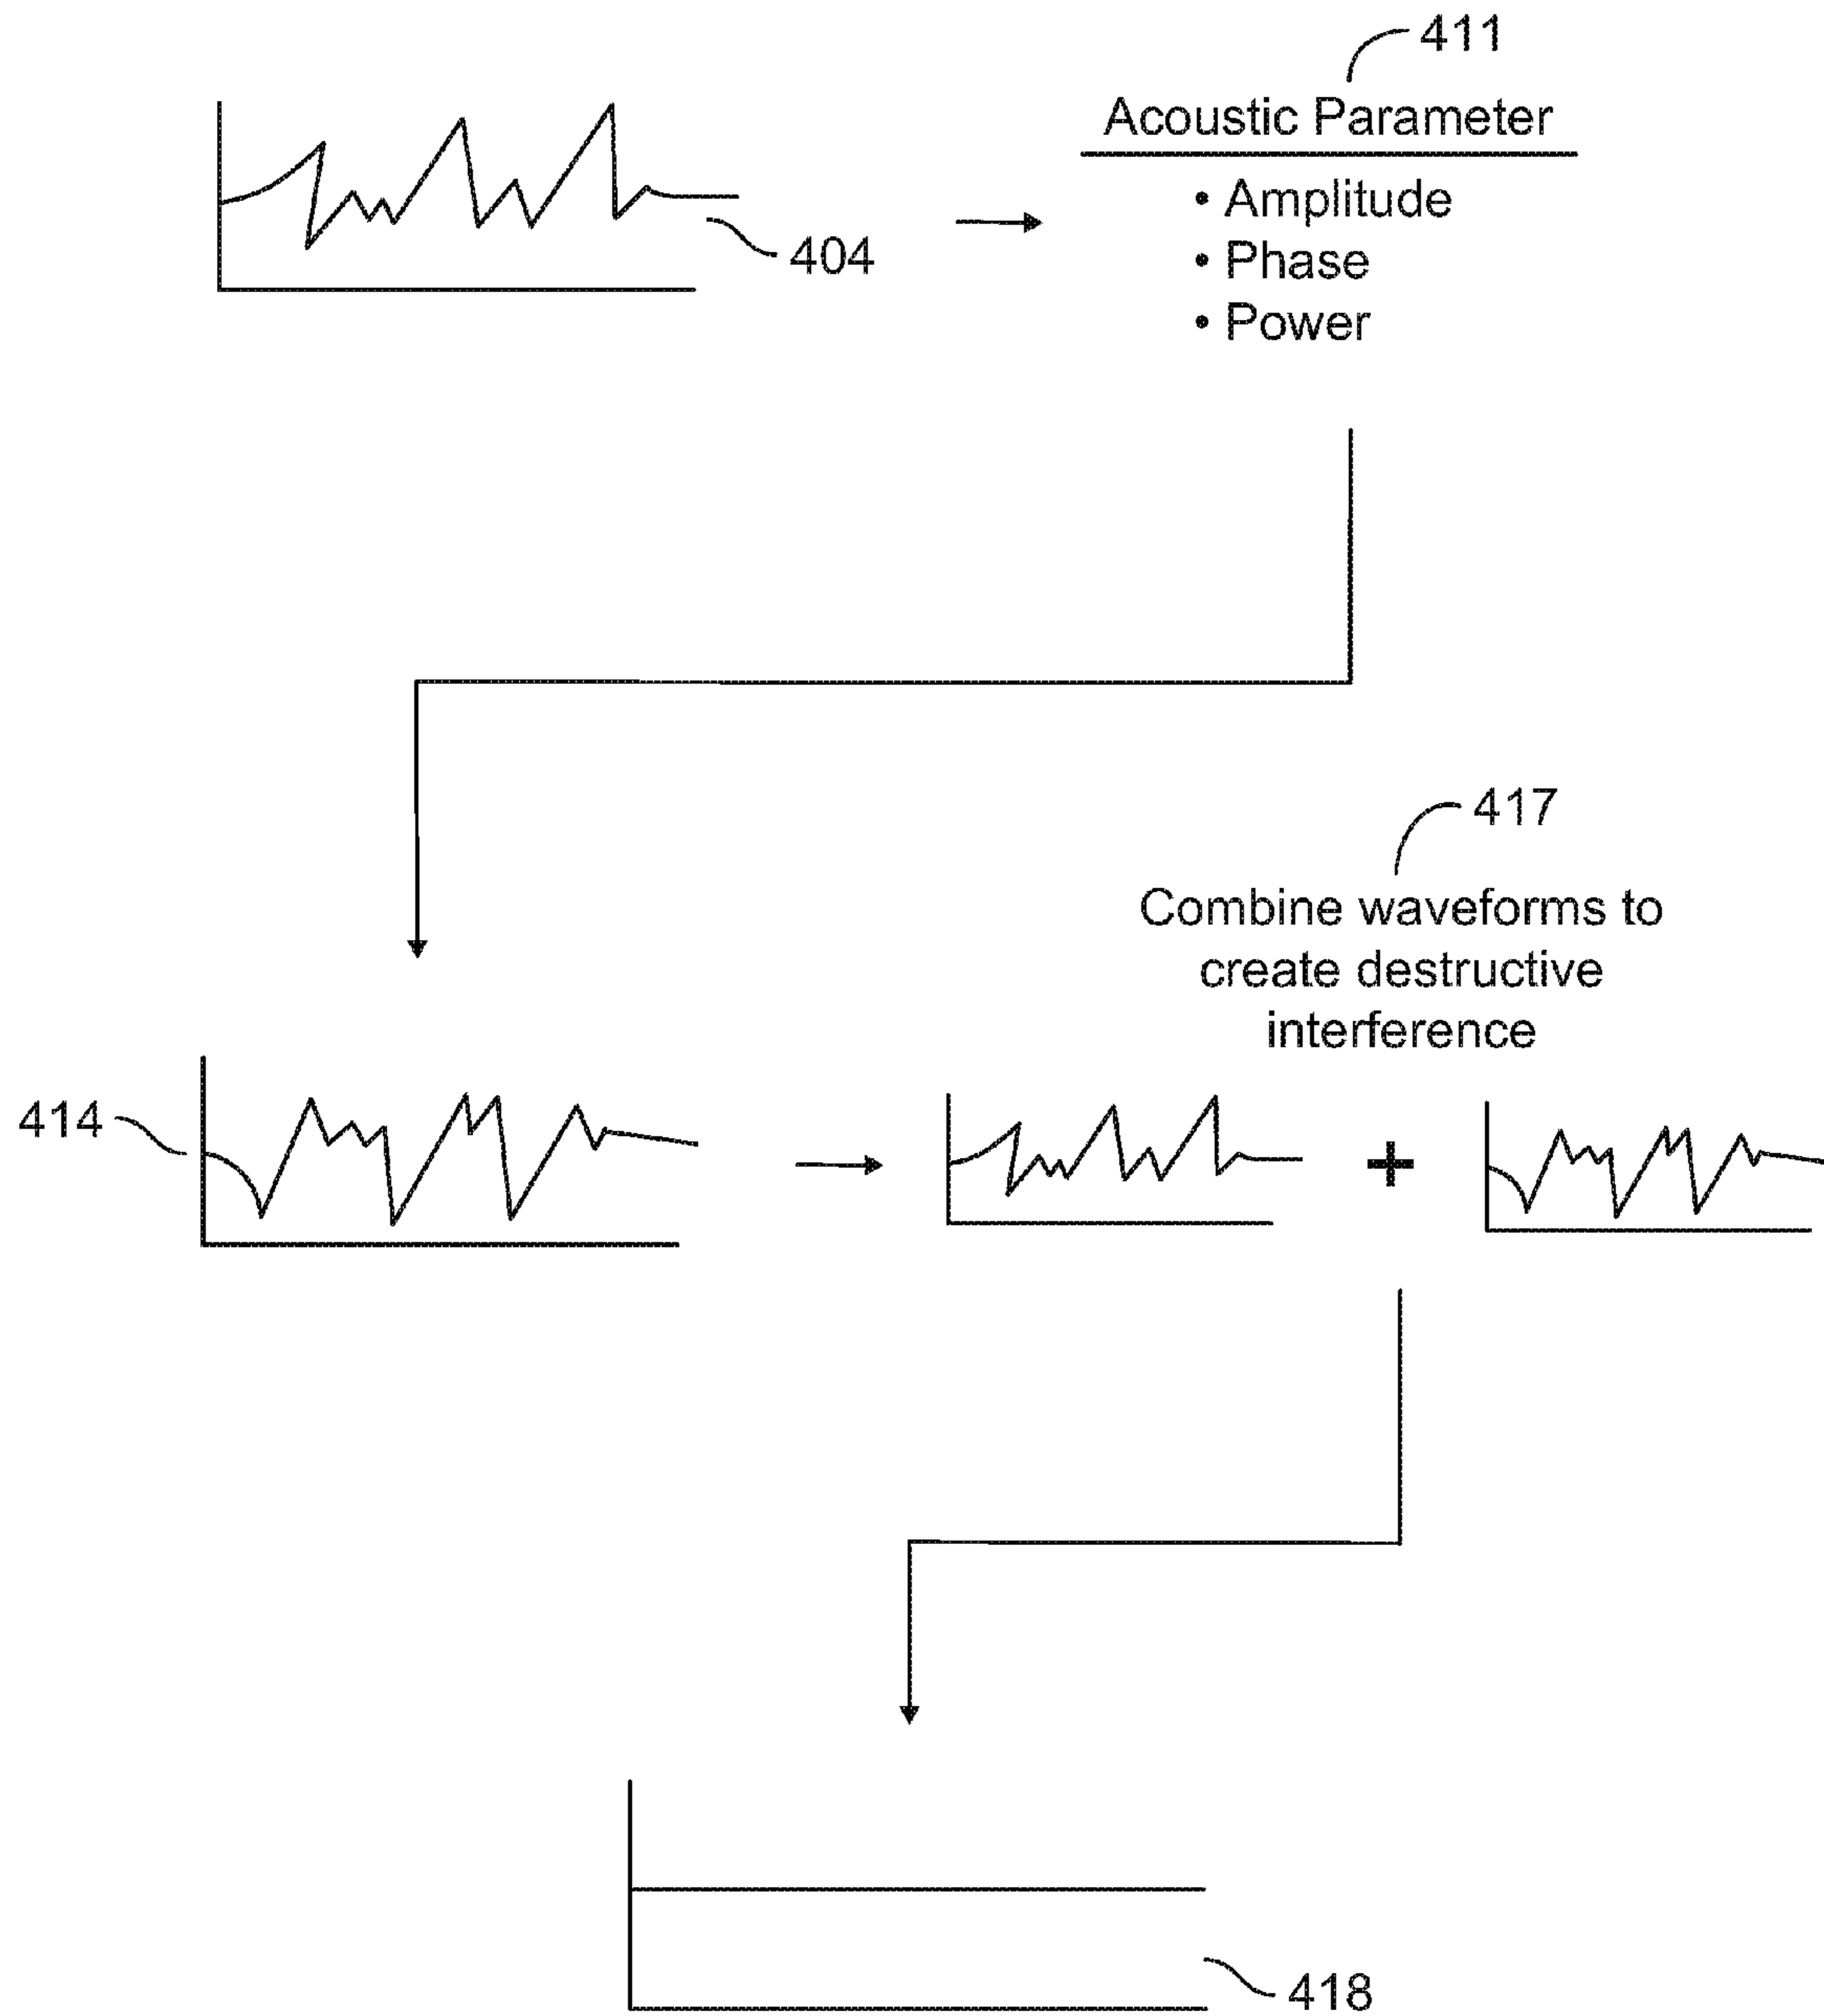 411
Acoustic Parameter
• Amplitude
• Phase
• Power
404
417
Combine waveforms to
create destructive
interference
414
+
418